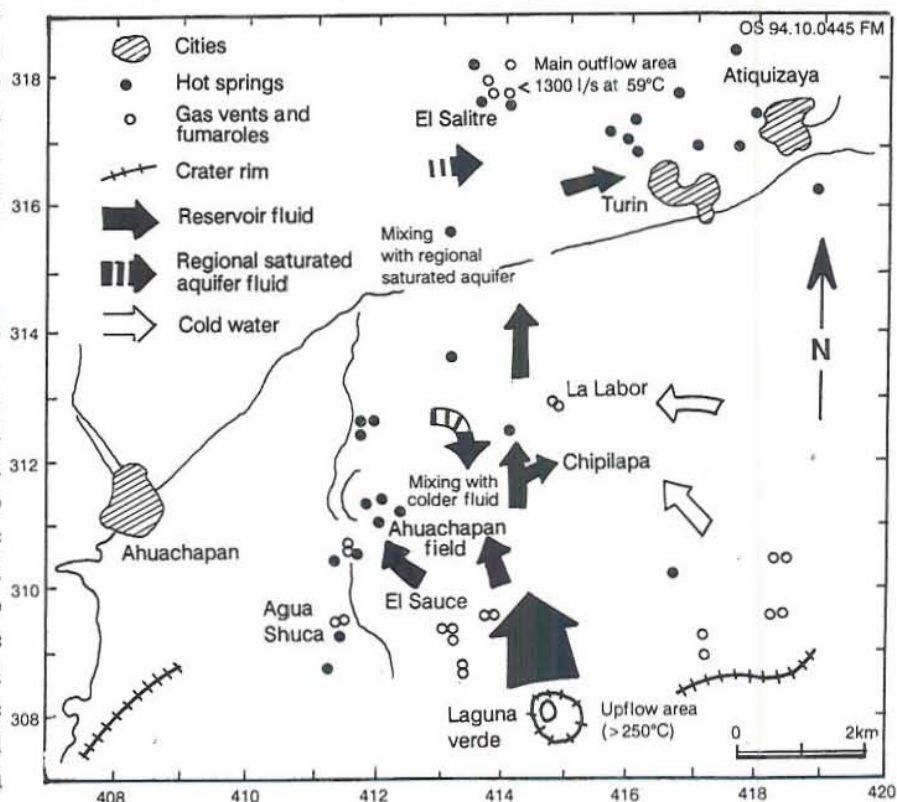 OS 94.10.0445 FM
Cities
Hot springs
Gas vents and
fumaroles
Crater rim
Reservoir fluid
Regional saturated
aquifer fluid
Cold water
Main outflow area
< 1300 l/s at 59°C
El Salitre
Atiquizaya
Turin
Mixing
with regional
saturated aquifer
N
La Labor
Chipilapa
Mixing with
colder fluid
Ahuachapan
field
Ahuachapan
El Sauce
Agua
Shuca
Laguna
verde
Upflow area
(>250°C)
0 2km
318
316
314
312
310
308
408 410 412 414 416 418 420